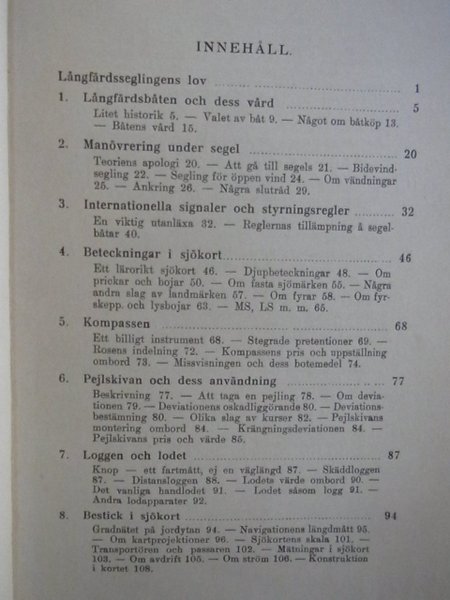 INNEHÅLL.
Långfärdsseglingens lov 1
1. Långfärdsbåten och dess vård 5
Litet historik 5. — Valet av båt 9. — Något om båtköp 13.
— Båtens vård 15.
2. Manövrering under segel 20
Teoriens apologi 20. — Att gå till segels 21. — Bidevind-
segling 22. — Segling för öppen vind 24. — Om vändningar
25. — Ankring 26. — Några slutråd 29.
3. Internationella signaler och styrningsregler 32
En viktig utanläxa 32. — Reglernas tillämpning å segel-
båtar 40.
4. Beteckningar i sjökort 46
Ett lärorikt sjökort 46. — Djupbeteckningar 48. — Om
prickar och bojar 50. — Om fasta sjömärken 55. — Några
andra slag av landmärken 57. — Om fyrar 58. — Om fyr-
skepp. och lysbojar 63. — MS, LS m. m. 65.
5. Kompassen 68
Ett billigt instrument 68. — Stegrade pretentioner 69. —
Rosens indelning 72. — Kompassens pris och uppställning
ombord 73. — Missvisningen och dess botemedel 74.
6. Pejlskivan och dess användning 77
Beskrivning 77. — Att taga en pejling 78. — Om devia-
tionen 79. — Deviationens oskadliggörande 80. — Deviations-
bestämning 80. — Olika slag av kurser 82. — Pejlskivans
montering ombord 84. — Krängningsdeviationen 84. —
Pejlskivans pris och värde 85.
7. Loggen och lodet 87
Knop — ett fartmått, ej en väglängd 87. — Skäddloggen
87. — Distansloggen 88. — Lodets värde ombord 90. —
Det vanliga handlodet 91. — Lodet såsom logg 91. —
Andra lodapparater 92.
8. Bestick i sjökort 94
Gradnätet på jordytan 94. — Navigationens längdmått 95.
— Om kartprojektioner 96. — Sjökortens skala 101. —
Transportören och passaren 102. — Mätningar i sjökort
103. — Om avdrift 105. — Om ström 106. — Konstruktion
i kortet 108.